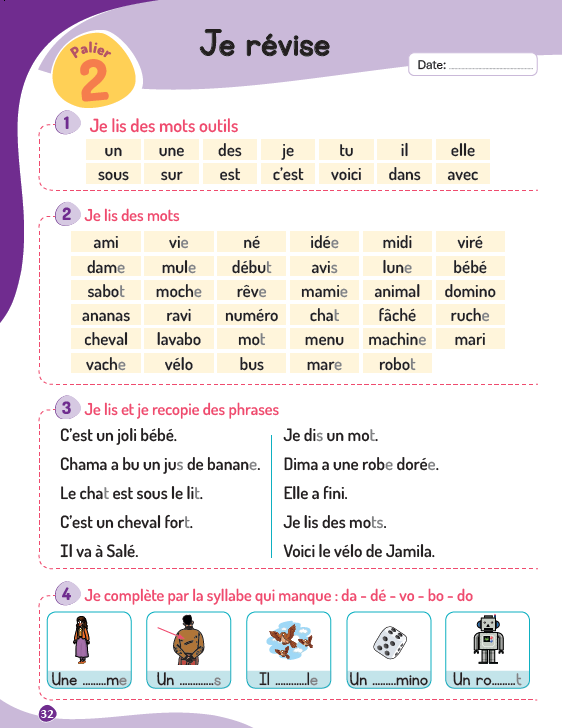 Palier
2
Je révise
Date: ........................
1 Je lis des mots outils
un une des je tu il elle
sous sur est c'est voici dans avec
2 Je lis des mots
ami vie né idée midi viré
dame mule début avis lune bébé
sabot moche rêve mamie animal domino
ananas ravi numéro chat fâché ruche
cheval lavabo mot menu machine mari
vache vélo bus mare robot
3 Je lis et je recopie des phrases
C'est un joli bébé.
Chama a bu un jus de banane.
Le chat est sous le lit.
C'est un cheval fort.
Il va à Salé.
Je dis un mot.
Dima a une robe dorée.
Elle a fini.
Je lis des mots.
Voici le vélo de Jamila.
4 Je complète par la syllabe qui manque : da - dé - vo - bo - do
Une ........me
Un ............s
Il ...........le
Un ........mino
Un ro........t
32